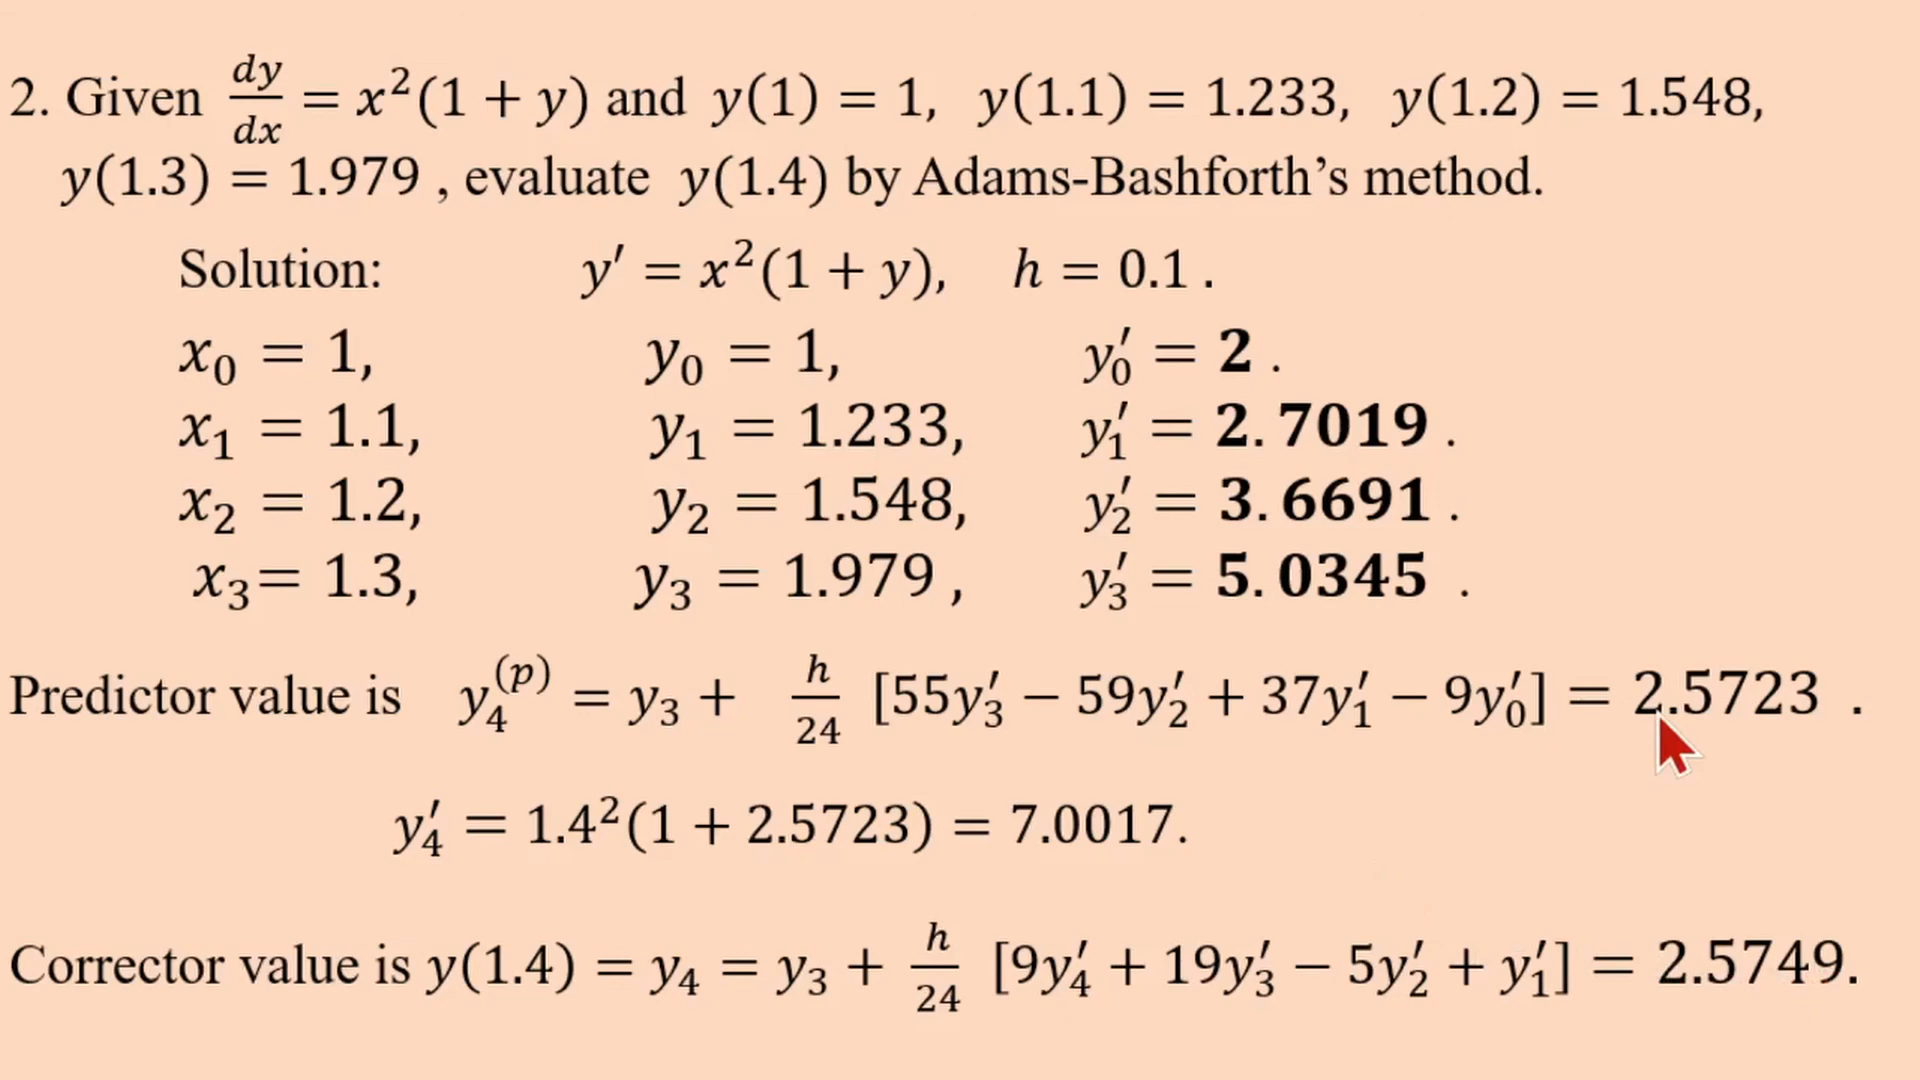 2. Given dy/dx = x²(1 + y) and y(1) = 1, y(1.1) = 1.233, y(1.2) = 1.548,
y(1.3) = 1.979 , evaluate y(1.4) by Adams-Bashforth’s method.
Solution: y′ = x²(1 + y), h = 0.1 .
x₀ = 1, y₀ = 1, y₀′ = 2 .
x₁ = 1.1, y₁ = 1.233, y₁′ = 2.7019 .
x₂ = 1.2, y₂ = 1.548, y₂′ = 3.6691 .
x₃= 1.3, y₃ = 1.979 , y₃′ = 5.0345 .
Predictor value is y₄⁽ᵖ⁾ = y₃ + h/24 [55y₃′ − 59y₂′ + 37y₁′ − 9y₀′] = 2.5723 .
y₄′ = 1.4²(1 + 2.5723) = 7.0017.
Corrector value is y(1.4) = y₄ = y₃ + h/24 [9y₄′ + 19y₃′ − 5y₂′ + y₁′] = 2.5749.